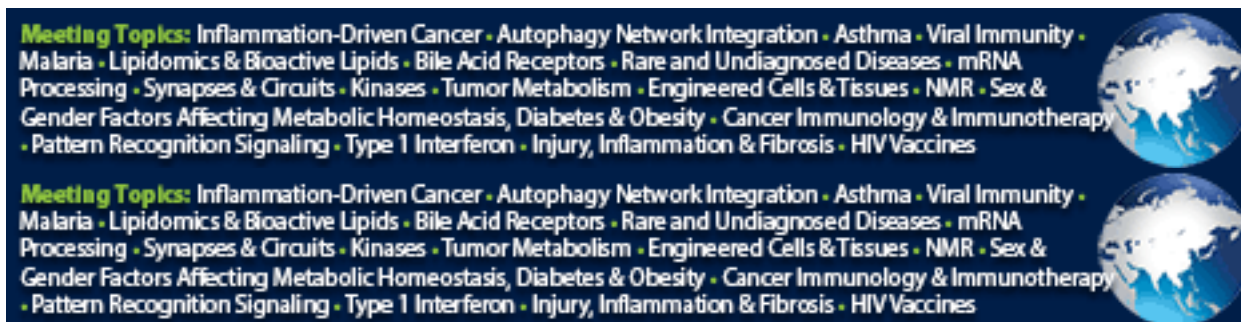 Meeting Topics: Inflammation-Driven Cancer • Autophagy Network Integration • Asthma • Viral Immunity •
Malaria • Lipidomics & Bioactive Lipids • Bile Acid Receptors • Rare and Undiagnosed Diseases • mRNA
Processing • Synapses & Circuits • Kinases • Tumor Metabolism • Engineered Cells & Tissues • NMR • Sex &
Gender Factors Affecting Metabolic Homeostasis, Diabetes & Obesity • Cancer Immunology & Immunotherapy
• Pattern Recognition Signaling • Type 1 Interferon • Injury, Inflammation & Fibrosis • HIV Vaccines
Meeting Topics: Inflammation-Driven Cancer • Autophagy Network Integration • Asthma • Viral Immunity •
Malaria • Lipidomics & Bioactive Lipids • Bile Acid Receptors • Rare and Undiagnosed Diseases • mRNA
Processing • Synapses & Circuits • Kinases • Tumor Metabolism • Engineered Cells & Tissues • NMR • Sex &
Gender Factors Affecting Metabolic Homeostasis, Diabetes & Obesity • Cancer Immunology & Immunotherapy
• Pattern Recognition Signaling • Type 1 Interferon • Injury, Inflammation & Fibrosis • HIV Vaccines